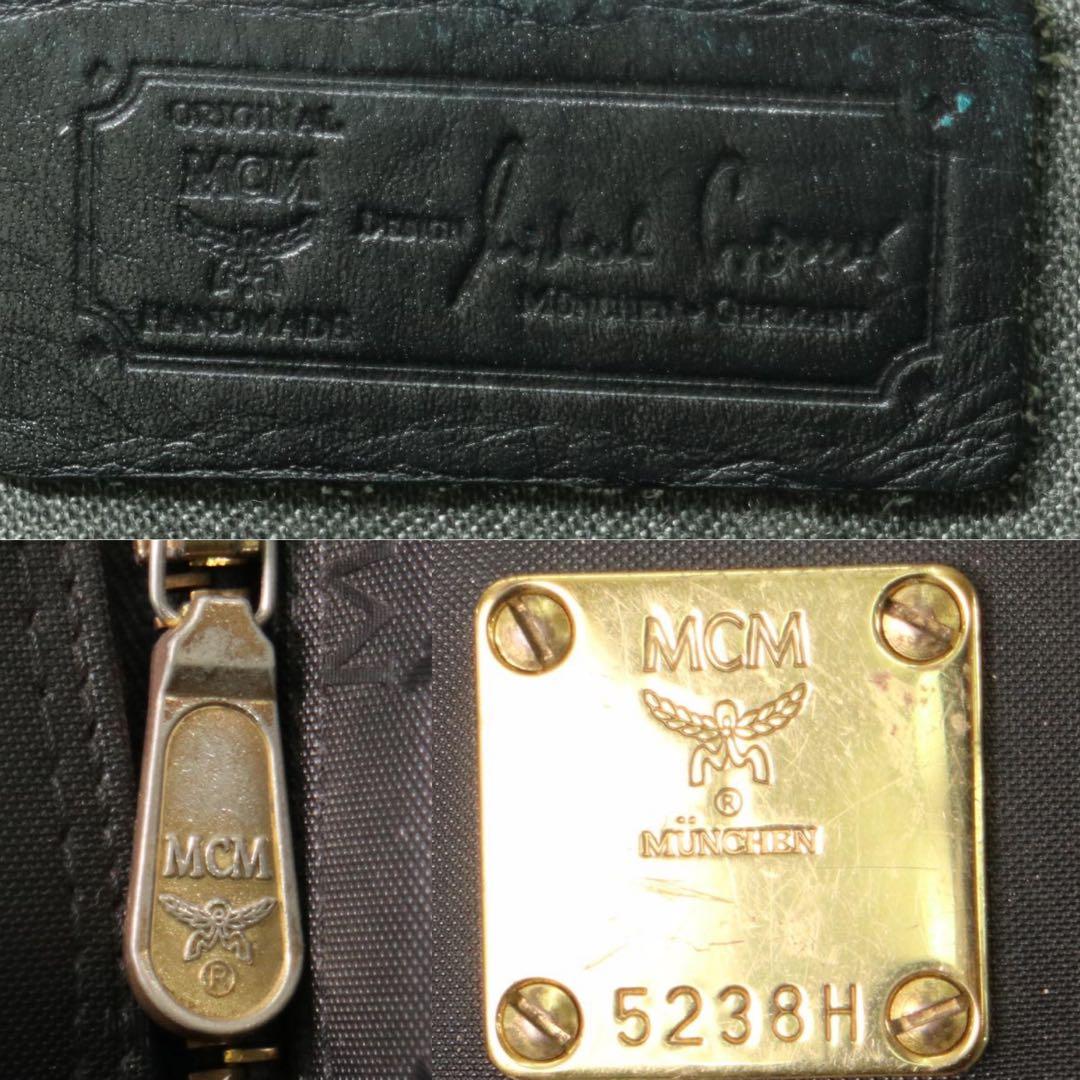 ORIGINAL
MCM
HANDMADE
DESIGN
MÜNCHEN - GERMANY
MCM
®
MCM
®
MÜNCHEN
5238H